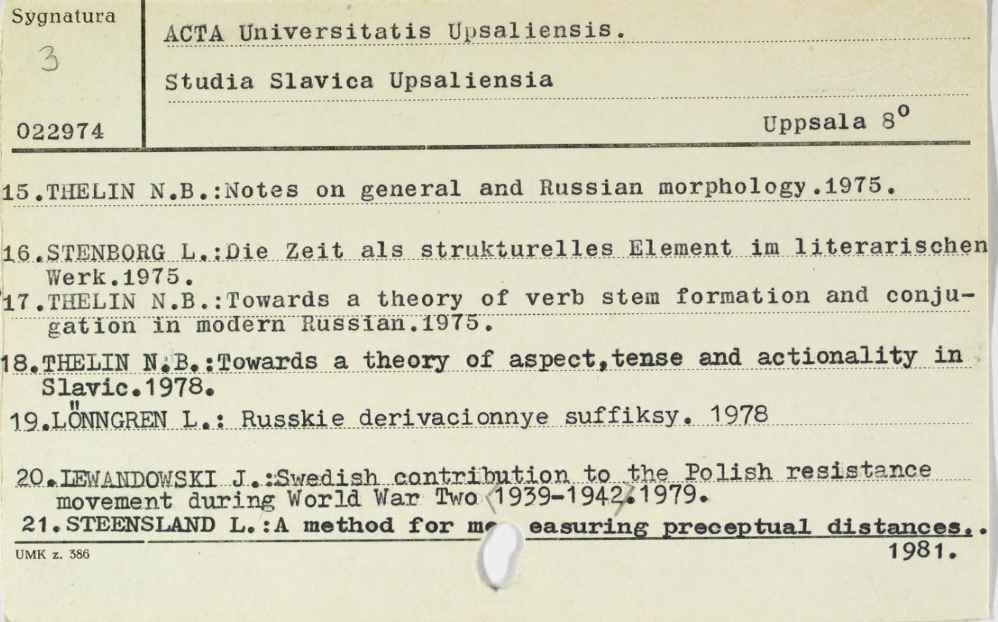 Sygnatura
3
022974
ACTA Universitatis Upsaliensis.
Studia Slavica Upsaliensia
Uppsala 8º
15.THELIN N.B.:Notes on general and Russian morphology.1975.
16.STENBORG L.:Die Zeit als strukturelles Element im literarischen
Werk.1975.
17.THELIN N.B.:Towards a theory of verb stem formation and conju-
gation in modern Russian.1975.
18.THELIN N.B.:Towards a theory of aspect,tense and actionality in
Slavic.1978.
19.LÖNNGREN L.: Russkie derivacionnye suffiksy. 1978
20.LEWANDOWSKI J.:Swedish contribution to the Polish resistance
movement during World War Two <1939-1942>.1979.
21.STEENSLAND L.:A method for me easuring preceptual distances..
1981.
UMK z. 386